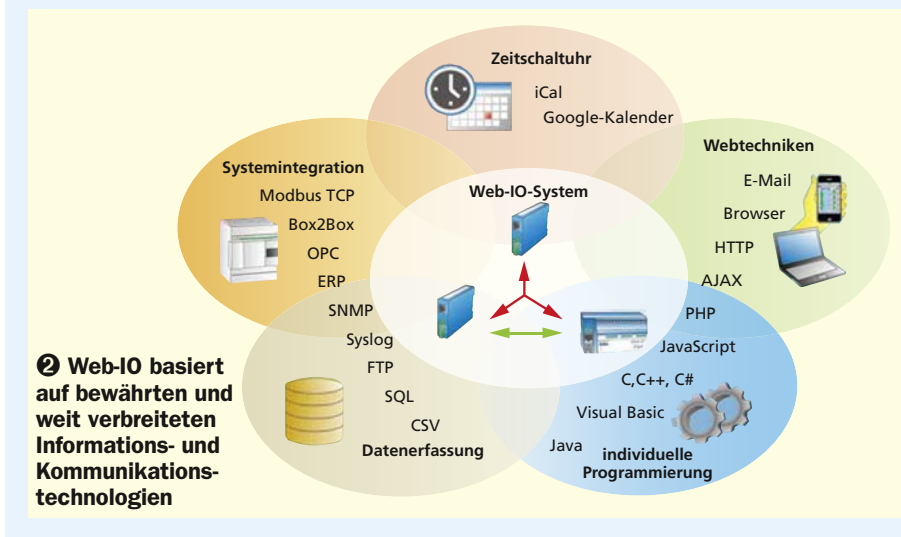 Zeitschaltuhr
iCal
Google-Kalender
Systemintegration
Modbus TCP
Box2Box
OPC
ERP
SNMP
Webtechniken
E-Mail
Browser
HTTP
AJAX
PHP
Web-IO-System
Syslog
FTP
SQL
CSV
Datenerfassung
JavaScript
C,C++, C#
Visual Basic
Java
individuelle
Programmierung
❷ Web-IO basiert
auf bewährten und
weit verbreiteten
Informations- und
Kommunikations-
technologien